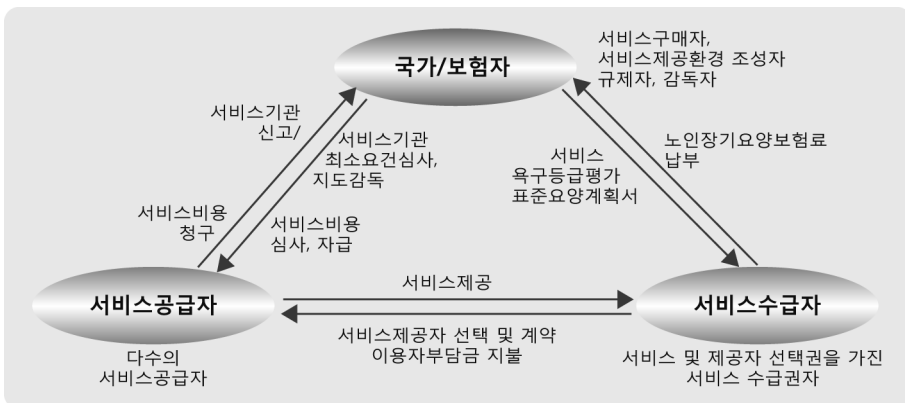 국가/보험자
서비스구매자,
서비스제공환경 조성자
규제자, 감독자
서비스기관
신고/
서비스기관
최소요건심사,
지도감독
서비스
욕구등급평가
표준요양계획서
노인장기요양보험료
납부
서비스비용
청구
서비스비용
심사, 자급
서비스공급자
서비스제공
서비스수급자
서비스제공자 선택 및 계약
이용자부담금 지불
다수의
서비스공급자
서비스 및 제공자 선택권을 가진
서비스 수급권자